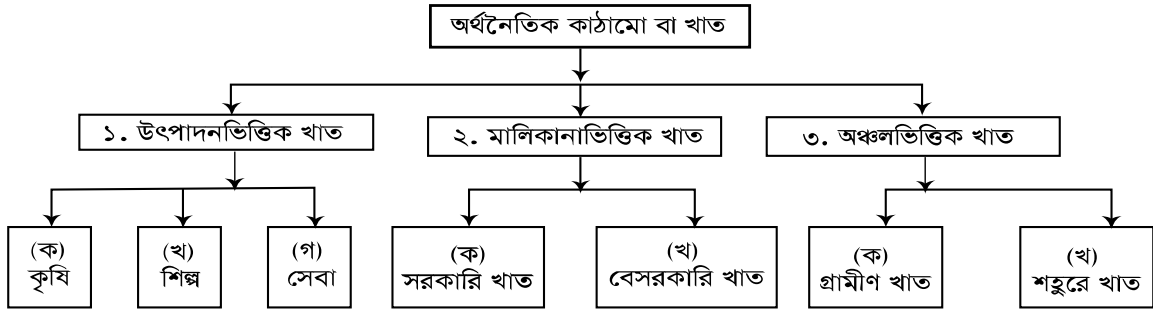 অর্থনৈতিক কাঠামো বা খাত
১. উৎপাদনভিত্তিক খাত
২. মালিকানাভিত্তিক খাত
৩. অঞ্চলভিত্তিক খাত
(ক)
কৃষি
(খ)
শিল্প
(গ)
সেবা
(ক)
সরকারি খাত
(খ)
বেসরকারি খাত
(ক)
গ্রামীণ খাত
(খ)
শহুরে খাত